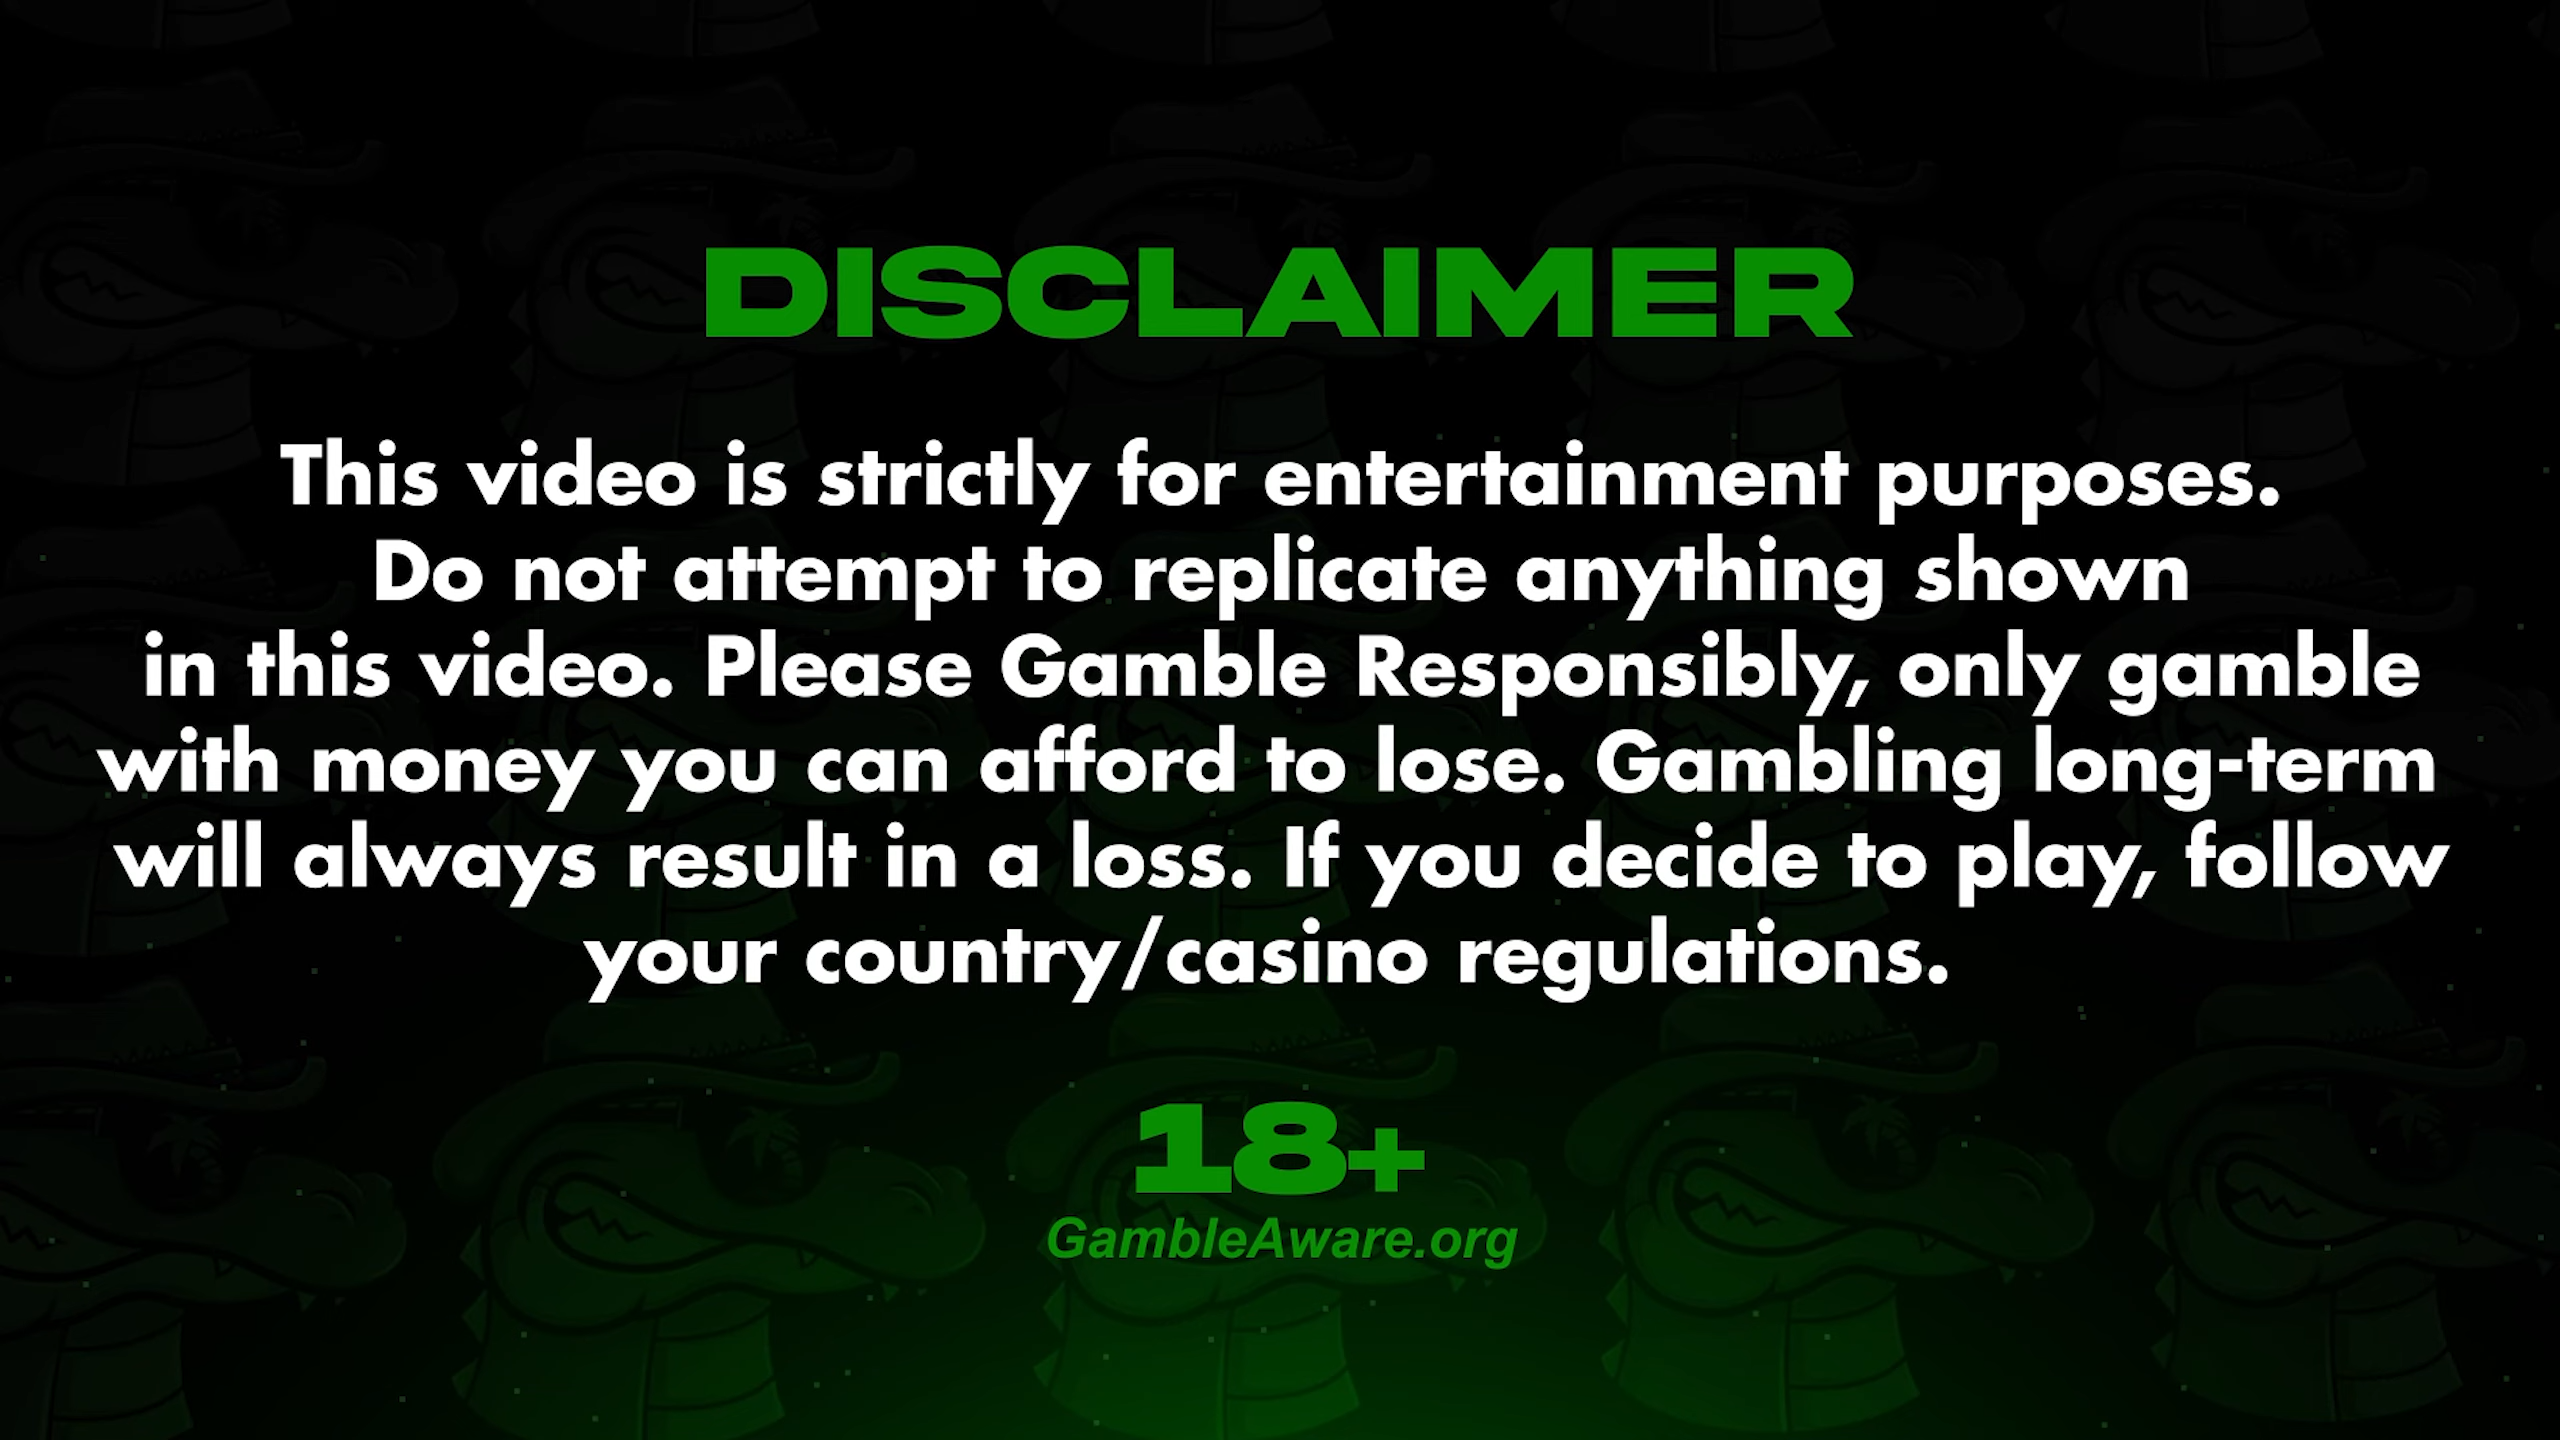 DISCLAIMER
This video is strictly for entertainment purposes.
Do not attempt to replicate anything shown
in this video. Please Gamble Responsibly, only gamble
with money you can afford to lose. Gambling long-term
will always result in a loss. If you decide to play, follow
your country/casino regulations.
18+
GambleAware.org